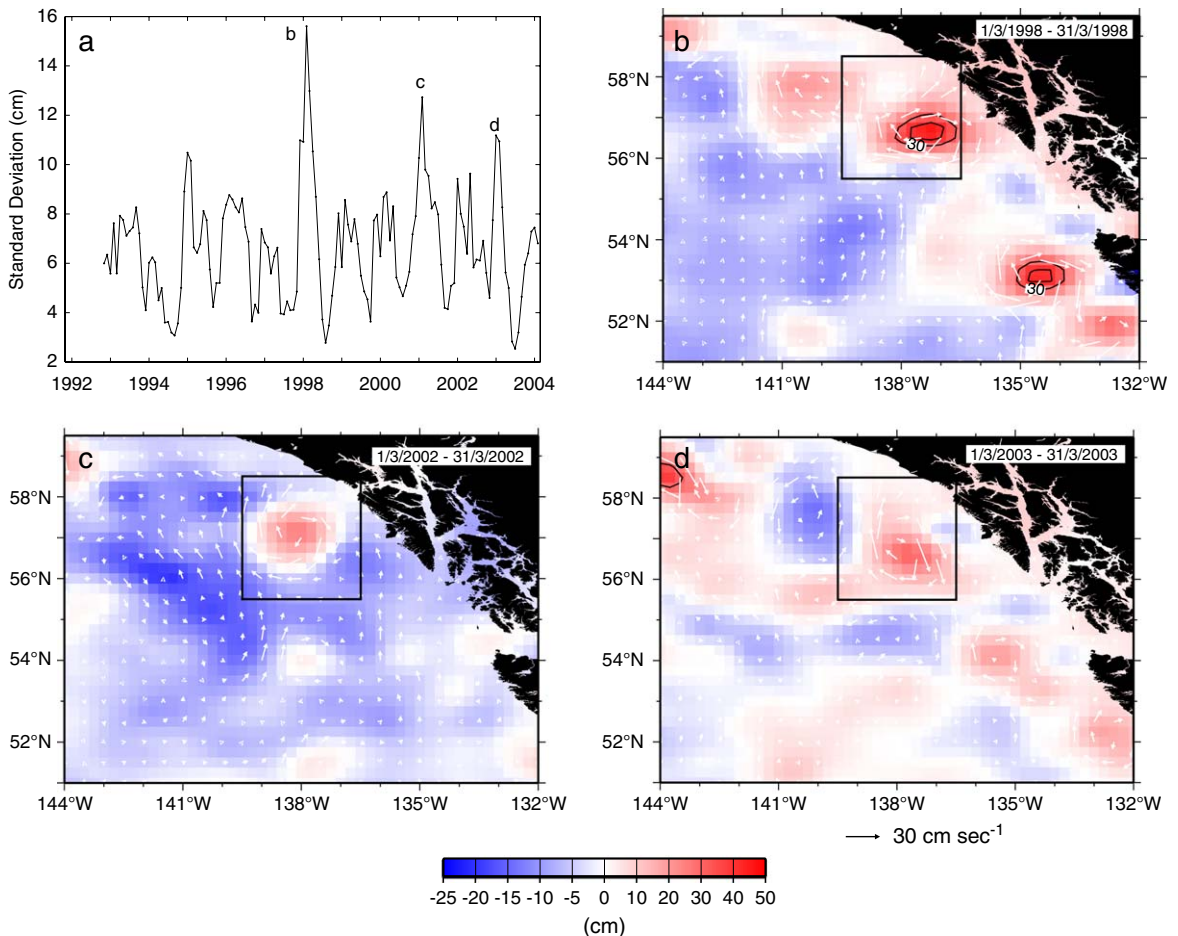 a
Standard Deviation (cm)
16
14
12
10
8
6
4
2
b
c
d
1992 1994 1996 1998 2000 2002 2004
b
1/3/1998 - 31/3/1998
58°N
56°N
54°N
52°N
30
30
144°W 141°W 138°W 135°W 132°W
c
1/3/2002 - 31/3/2002
58°N
56°N
54°N
52°N
144°W 141°W 138°W 135°W 132°W
d
1/3/2003 - 31/3/2003
58°N
56°N
54°N
52°N
144°W 141°W 138°W 135°W 132°W
30 cm sec⁻¹
-25 -20 -15 -10 -5 0 10 20 30 40 50
(cm)